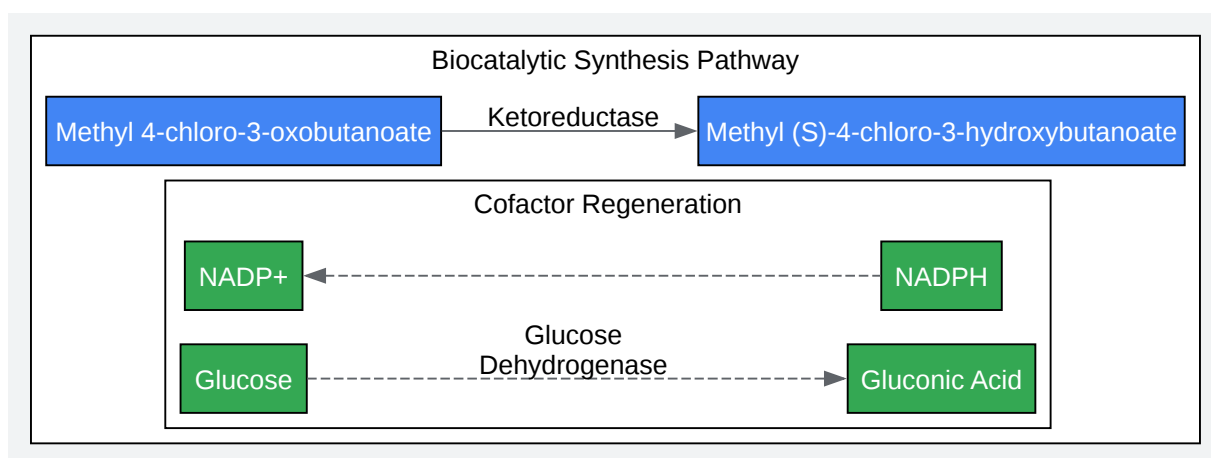 Biocatalytic Synthesis Pathway
Methyl 4-chloro-3-oxobutanoate
Ketoreductase
Methyl (S)-4-chloro-3-hydroxybutanoate
Cofactor Regeneration
NADP+
NADPH
Glucose
Dehydrogenase
Glucose
Gluconic Acid